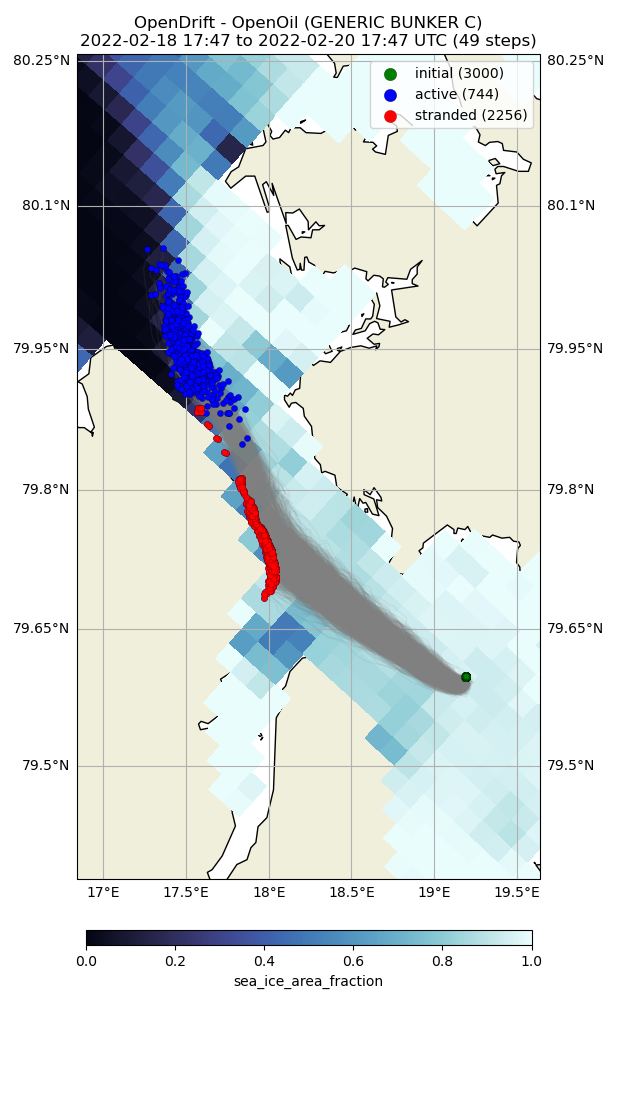 OpenDrift - OpenOil (GENERIC BUNKER C)
2022-02-18 17:47 to 2022-02-20 17:47 UTC (49 steps)
80.25°N 80.25°N
initial (3000)
active (744)
stranded (2256)
80.1°N 80.1°N
79.95°N 79.95°N
79.8°N 79.8°N
79.65°N 79.65°N
79.5°N 79.5°N
17°E 17.5°E 18°E 18.5°E 19°E 19.5°E
0.0 0.2 0.4 0.6 0.8 1.0
sea_ice_area_fraction